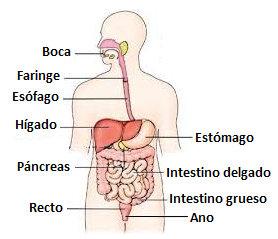 Boca
Faringe
Esófago
Hígado
Estómago
Páncreas
Intestino delgado
Intestino grueso
Recto
Ano